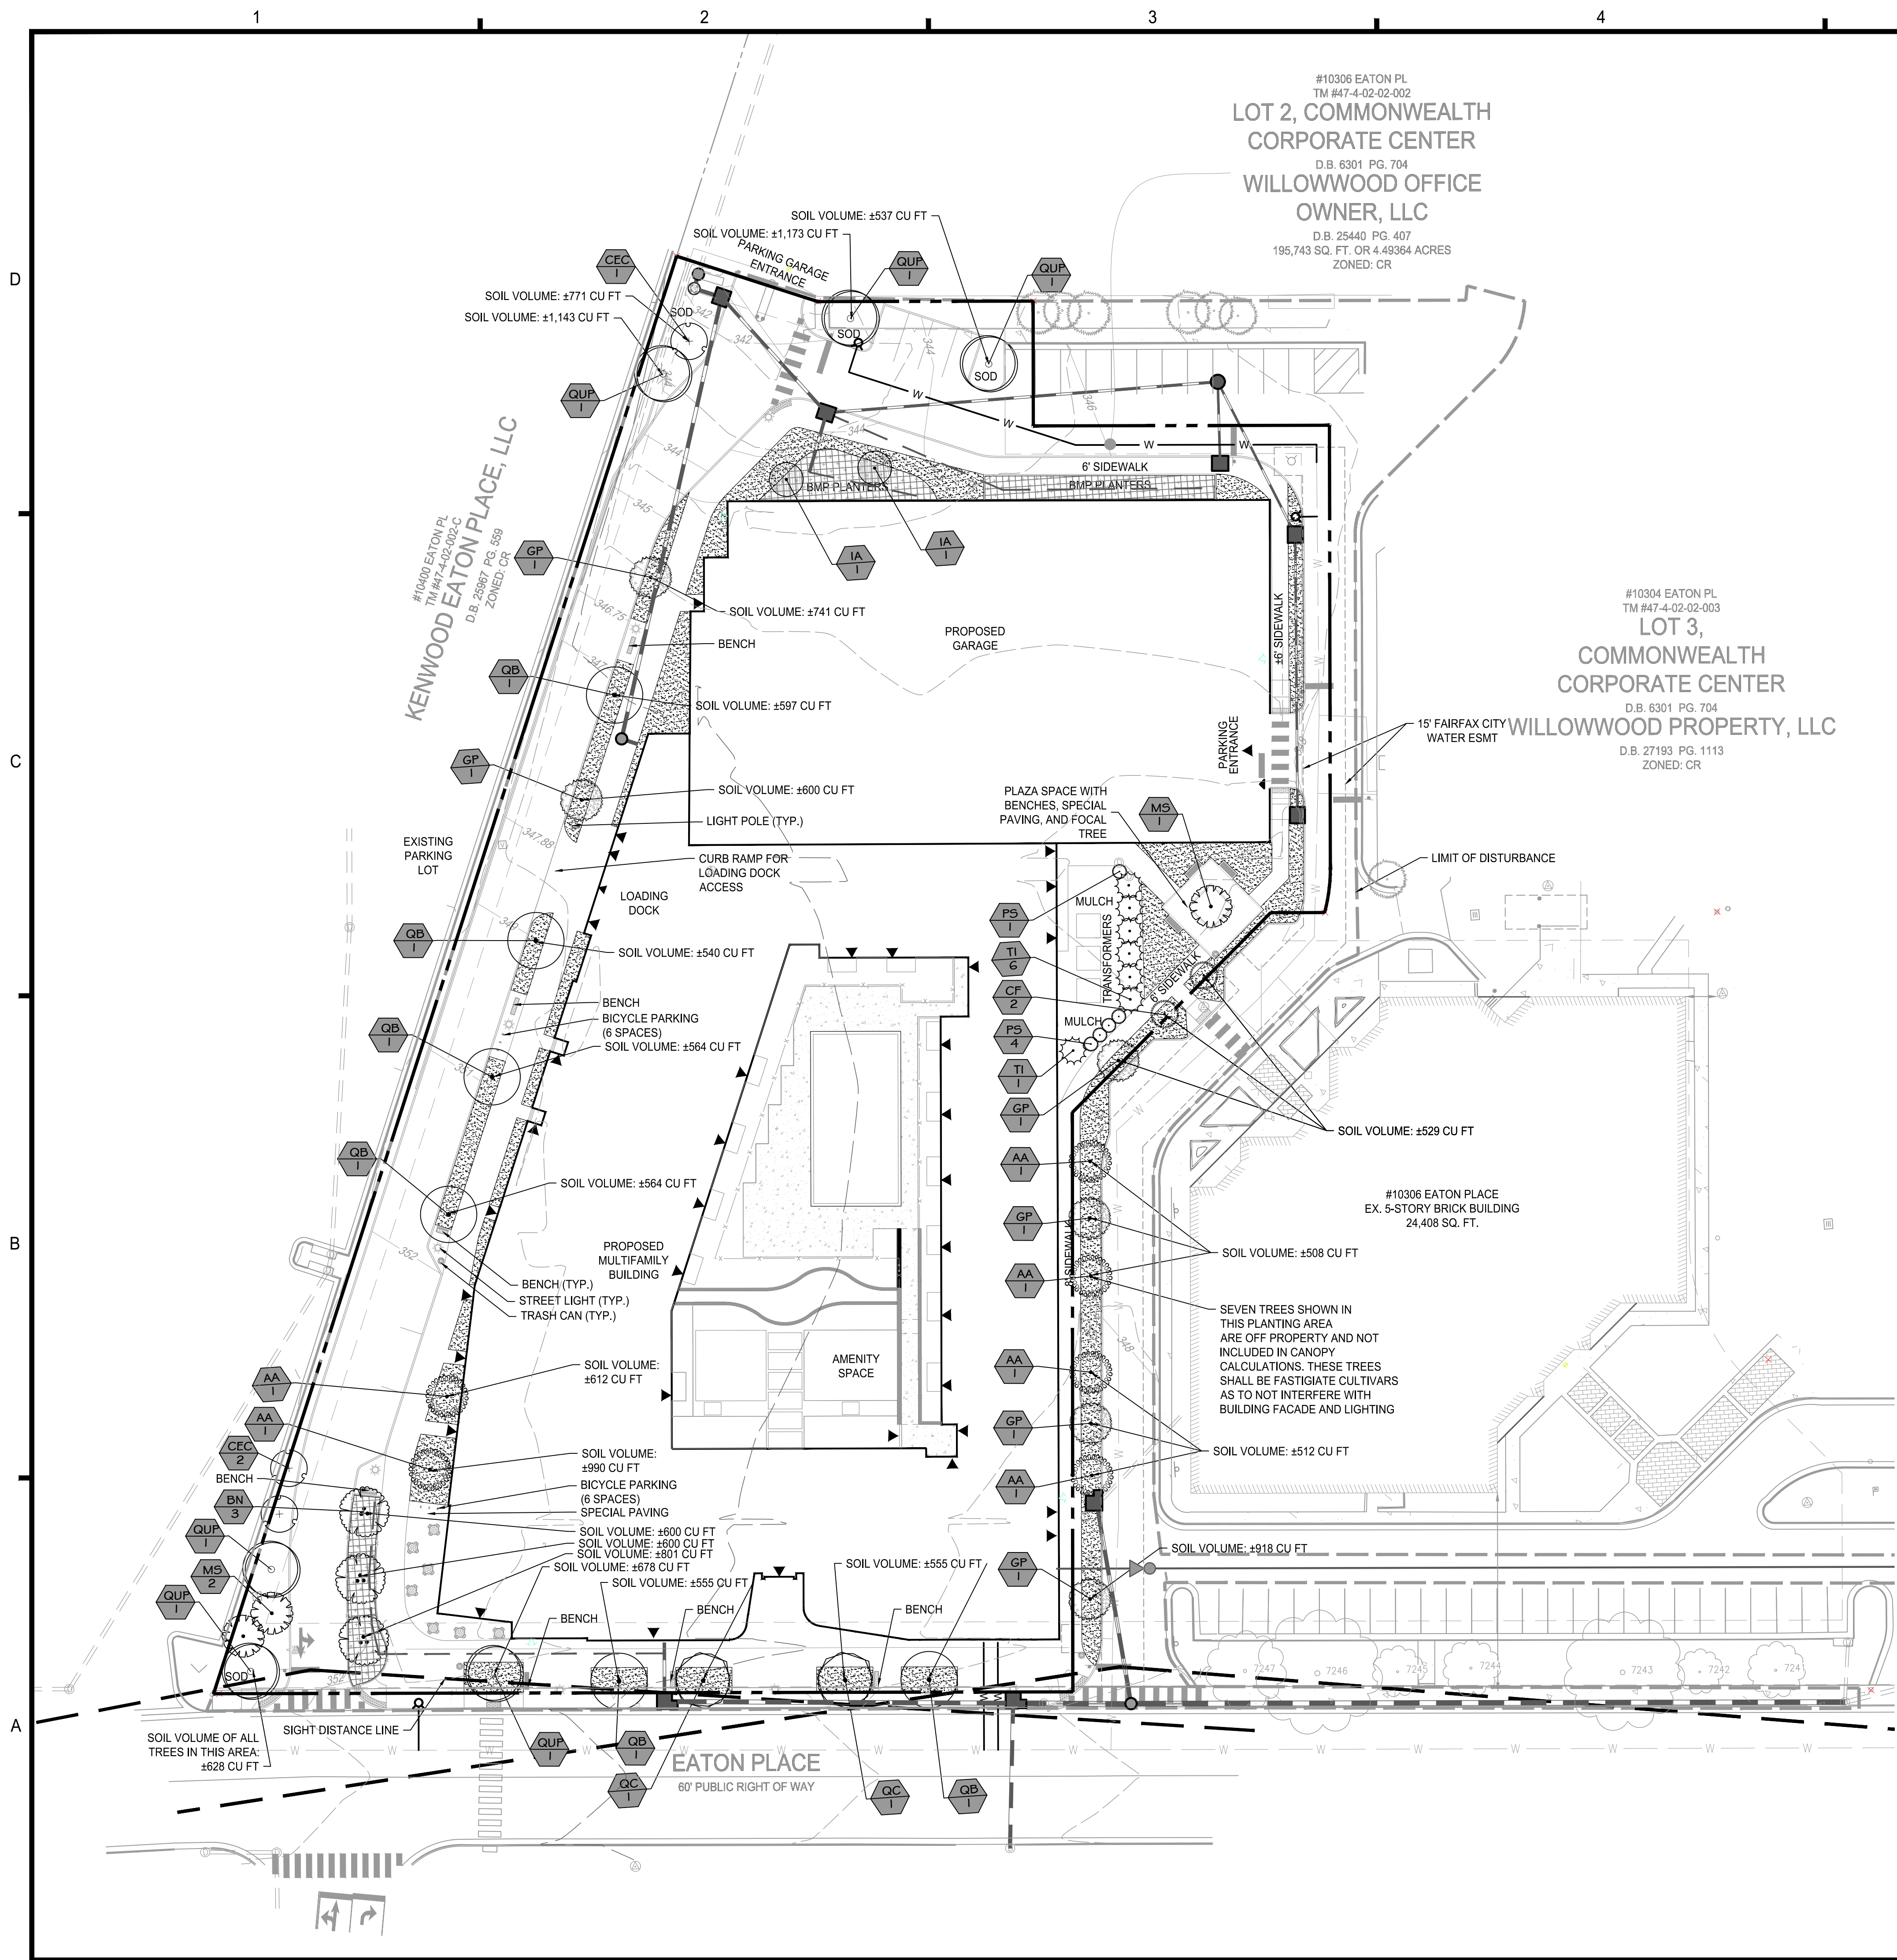 1
2
3
4
D
C
B
A
#10306 EATON PL
TM #47-4-02-02-002
LOT 2, COMMONWEALTH
CORPORATE CENTER
D.B. 6301 PG. 704
WILLOWWOOD OFFICE
OWNER, LLC
D.B. 25440 PG. 407
195,743 SQ. FT. OR 4.49364 ACRES
ZONED: CR
SOIL VOLUME: ±537 CU FT
SOIL VOLUME: ±1,173 CU FT
PARKING GARAGE
ENTRANCE
CEC
1
QUP
1
QUP
1
SOIL VOLUME: ±771 CU FT
SOIL VOLUME: ±1,143 CU FT
SOD
SOD
SOD
342
342
344
346
344
344
345
346.75
347
347.88
QUP
1
W
W
W
W
6' SIDEWALK
BMP PLANTERS
BMP PLANTERS
#10400 EATON PL
TM #47-4-02-002-C
KENWOOD EATON PLACE, LLC
D.B. 25967 PG. 559
ZONED: CR
GP
1
IA
1
IA
1
SOIL VOLUME: ±741 CU FT
BENCH
PROPOSED
GARAGE
±6' SIDEWALK
#10304 EATON PL
TM #47-4-02-02-003
LOT 3,
COMMONWEALTH
CORPORATE CENTER
D.B. 6301 PG. 704
WILLOWWOOD PROPERTY, LLC
D.B. 27193 PG. 1113
ZONED: CR
QB
1
SOIL VOLUME: ±597 CU FT
15' FAIRFAX CITY
WATER ESMT
PARKING
ENTRANCE
GP
1
SOIL VOLUME: ±600 CU FT
LIGHT POLE (TYP.)
PLAZA SPACE WITH
BENCHES, SPECIAL
PAVING, AND FOCAL
TREE
MS
1
EXISTING
PARKING
LOT
CURB RAMP FOR
LOADING DOCK
ACCESS
LIMIT OF DISTURBANCE
LOADING
DOCK
MULCH
PS
1
TRANSFORMERS
QB
1
SOIL VOLUME: ±540 CU FT
TI
6
6' SIDEWALK
CF
2
BENCH
BICYCLE PARKING
(6 SPACES)
SOIL VOLUME: ±564 CU FT
MULCH
QB
1
PS
4
TI
1
GP
1
SOIL VOLUME: ±529 CU FT
QB
1
AA
1
SOIL VOLUME: ±564 CU FT
#10306 EATON PLACE
EX. 5-STORY BRICK BUILDING
24,408 SQ. FT.
GP
1
352
PROPOSED
MULTIFAMILY
BUILDING
8' SIDEWALK
SOIL VOLUME: ±508 CU FT
AA
1
BENCH (TYP.)
STREET LIGHT (TYP.)
TRASH CAN (TYP.)
SEVEN TREES SHOWN IN
THIS PLANTING AREA
ARE OFF PROPERTY AND NOT
INCLUDED IN CANOPY
CALCULATIONS. THESE TREES
SHALL BE FASTIGIATE CULTIVARS
AS TO NOT INTERFERE WITH
BUILDING FACADE AND LIGHTING
348
AMENITY
SPACE
SOIL VOLUME:
±612 CU FT
AA
1
AA
1
AA
1
GP
1
CEC
2
SOIL VOLUME:
±990 CU FT
SOIL VOLUME: ±512 CU FT
BENCH
BICYCLE PARKING
(6 SPACES)
AA
1
BN
3
SPECIAL PAVING
SOIL VOLUME: ±600 CU FT
SOIL VOLUME: ±600 CU FT
SOIL VOLUME: ±801 CU FT
SOIL VOLUME: ±678 CU FT
QUP
1
SOIL VOLUME: ±918 CU FT
SOIL VOLUME: ±555 CU FT
GP
1
MS
2
SOIL VOLUME: ±555 CU FT
QUP
1
BENCH
BENCH
BENCH
SOD
352
7247
7246
7245
7244
7243
7242
7241
SIGHT DISTANCE LINE
SOIL VOLUME OF ALL
TREES IN THIS AREA:
±628 CU FT
QUP
1
QB
1
EATON PLACE
60' PUBLIC RIGHT OF WAY
QC
1
QC
1
QB
1